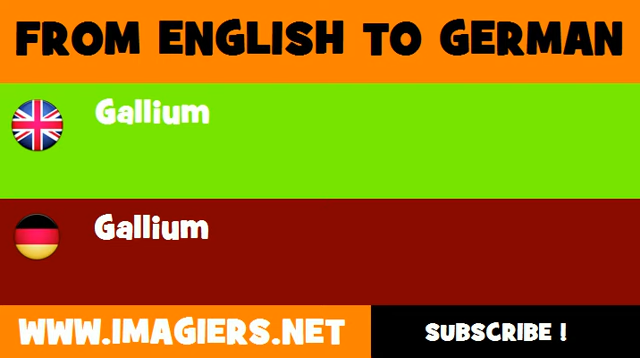 FROM ENGLISH TO GERMAN
Gallium
Gallium
WWW.IMAGIERS.NET
SUBSCRIBE !